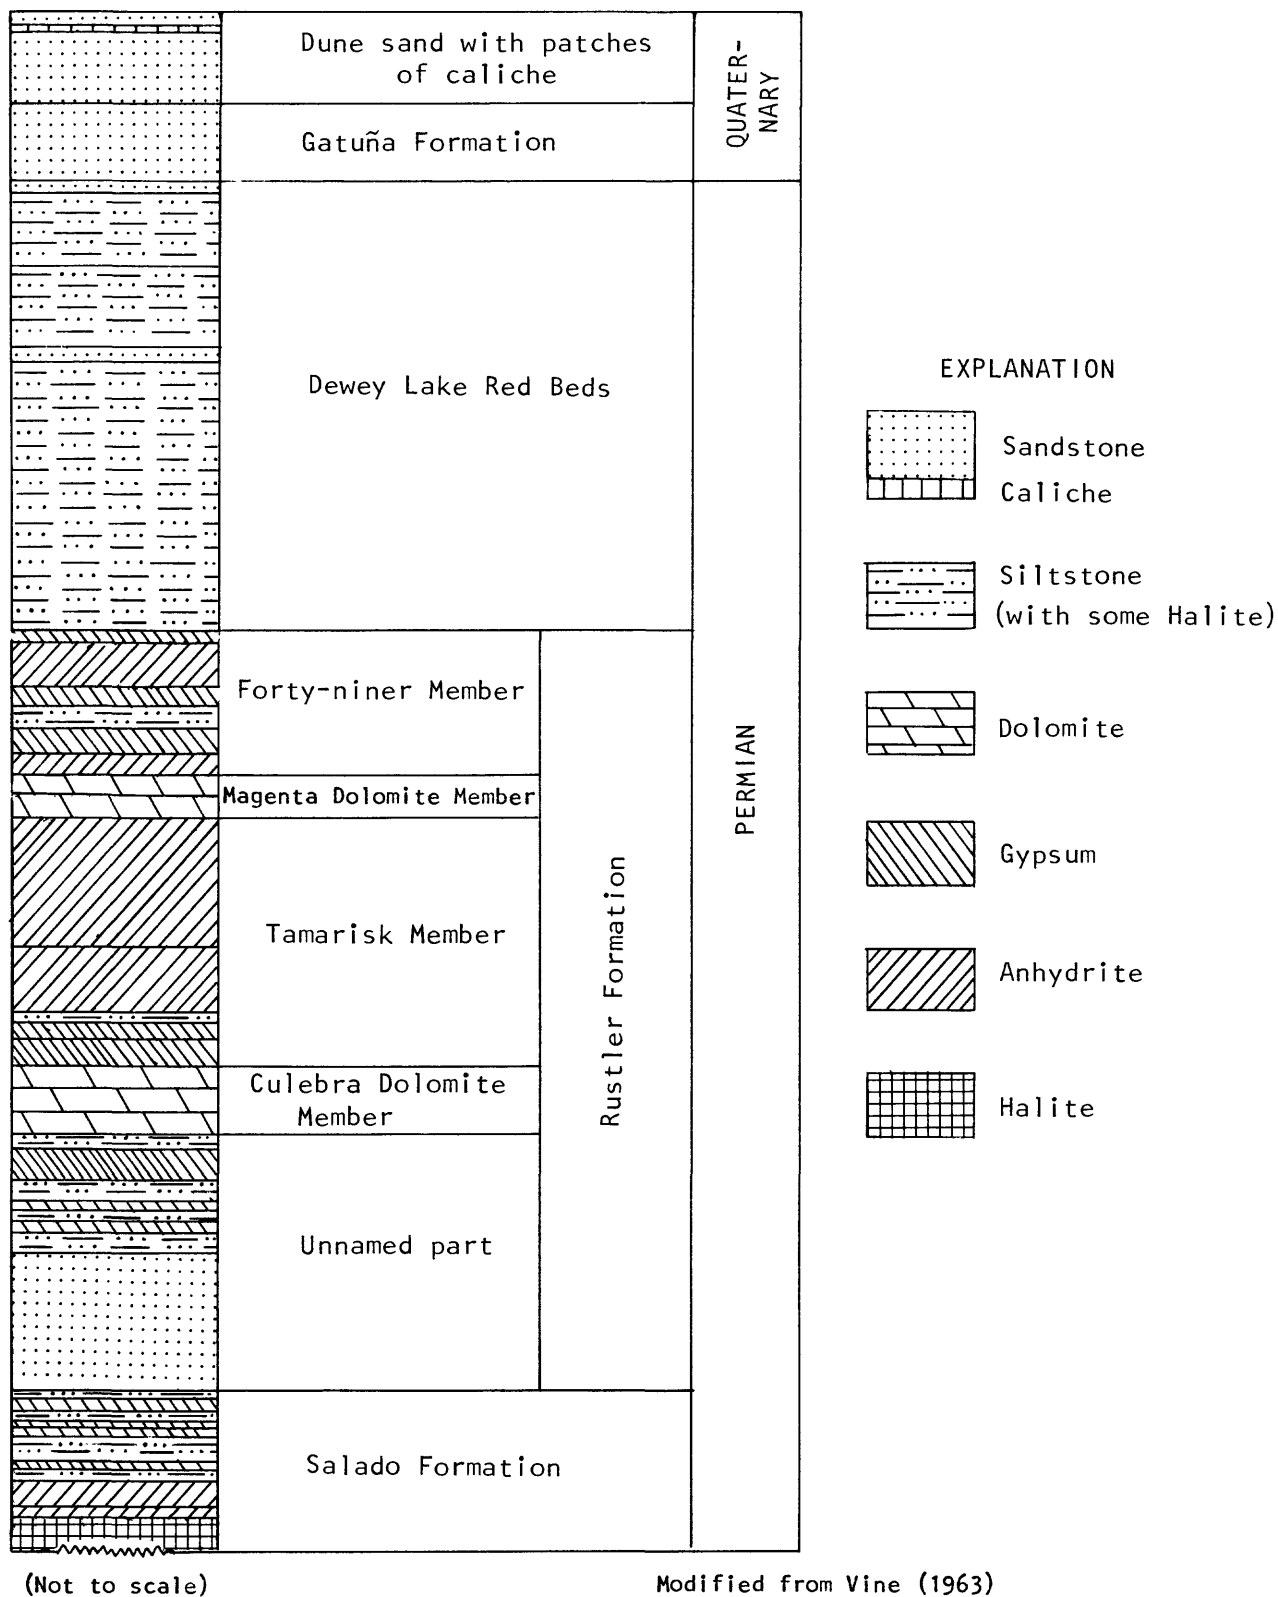 Dune sand with patches
of caliche
QUATER-
NARY
Gatuña Formation
Dewey Lake Red Beds
PERMIAN
Forty-niner Member
Magenta Dolomite Member
Tamarisk Member
Rustler Formation
Culebra Dolomite
Member
Unnamed part
Salado Formation
EXPLANATION
Sandstone
Caliche
Siltstone
(with some Halite)
Dolomite
Gypsum
Anhydrite
Halite
(Not to scale)
Modified from Vine (1963)